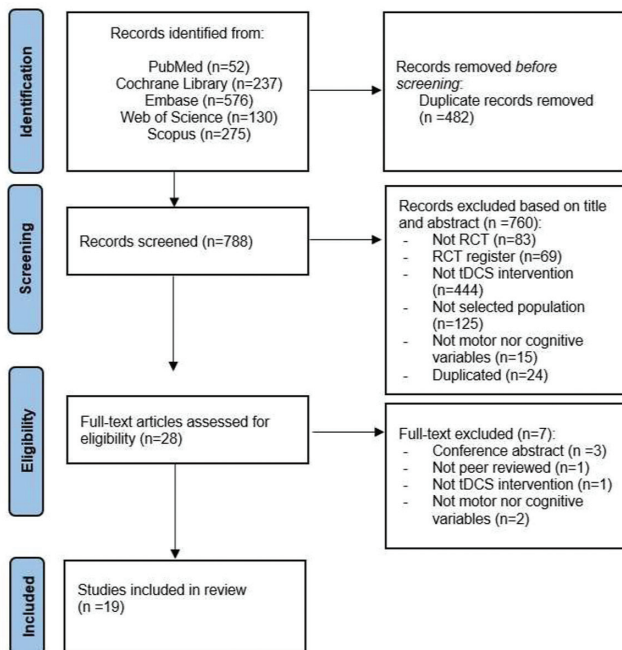 Identification
Records identified from:
PubMed (n=52)
Cochrane Library (n=237)
Embase (n=576)
Web of Science (n=130)
Scopus (n=275)
Records removed before
screening:
Duplicate records removed
(n =482)
Screening
Records screened (n=788)
Records excluded based on title
and abstract (n =760):
- Not RCT (n=83)
- RCT register (n=69)
- Not tDCS intervention
(n=444)
- Not selected population
(n=125)
- Not motor nor cognitive
variables (n=15)
- Duplicated (n=24)
Eligibility
Full-text articles assessed for
eligibility (n=28)
Full-text excluded (n=7):
- Conference abstract (n =3)
- Not peer reviewed (n=1)
- Not tDCS intervention (n=1)
- Not motor nor cognitive
variables (n=2)
Included
Studies included in review
(n =19)